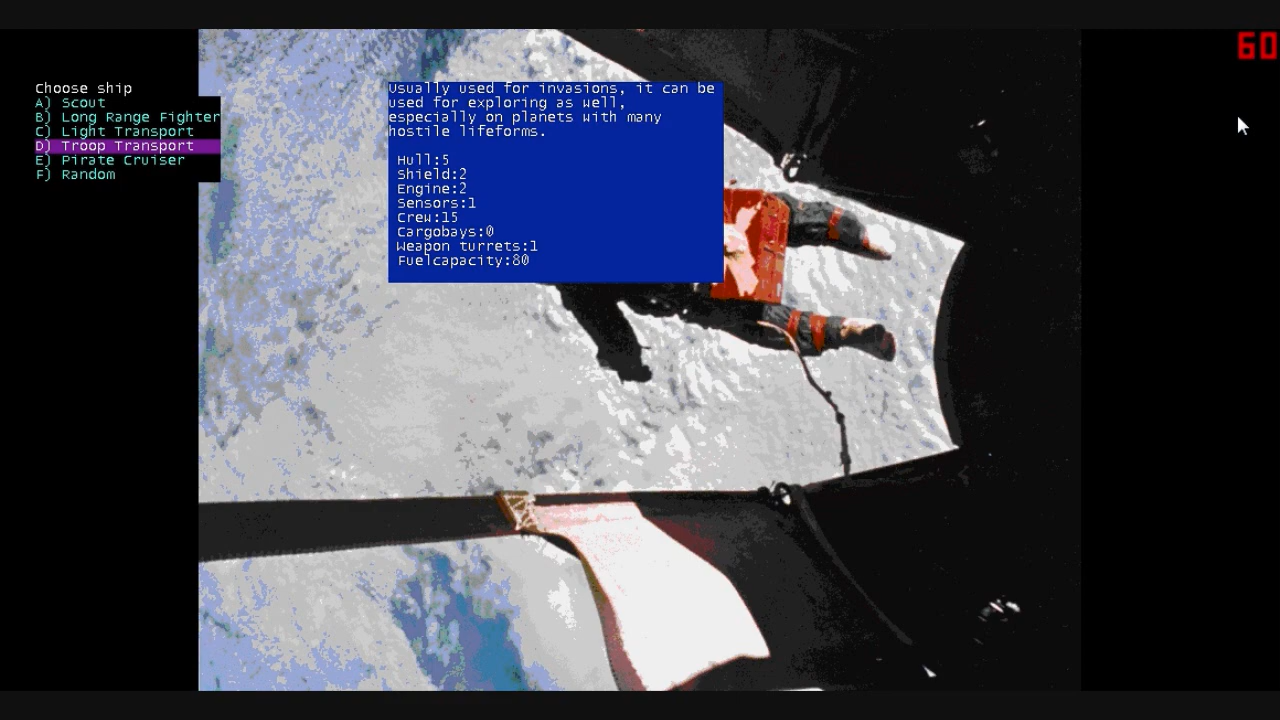 60
Choose ship
A) Scout
B) Long Range Fighter
C) Light Transport
D) Troop Transport
E) Pirate Cruiser
F) Random
Usually used for invasions, it can be
used for exploring as well,
especially on planets with many
hostile lifeforms.
Hull:5
Shield:2
Engine:2
Sensors:1
Crew:15
Cargobays:0
Weapon turrets:1
Fuelcapacity:80